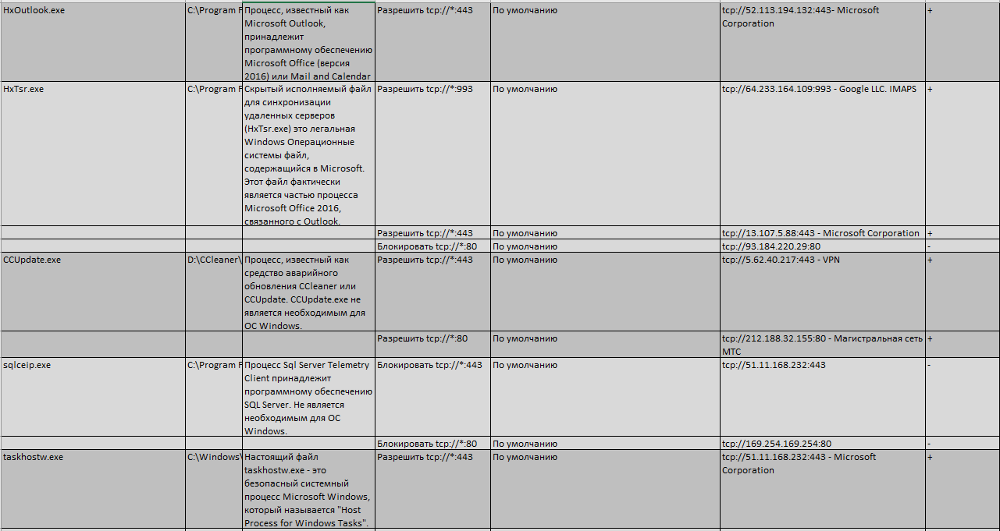 HxOutlook.exe
C:\Program F
Процесс, известный как
Microsoft Outlook,
принадлежит
программному обеспечению
Microsoft Office (версия
2016) или Mail and Calendar
Разрешить tcp://*:443
По умолчанию
tcp://52.113.194.132:443- Microsoft
Corporation
+
HxTsr.exe
C:\Program F
Скрытый исполняемый файл
для синхронизации
удаленных серверов
(HxTsr.exe) это легальная
Windows Операционные
системы файл,
содержащийся в Microsoft.
Этот файл фактически
является частью процесса
Microsoft Office 2016,
связанного с Outlook.
Разрешить tcp://*:993
По умолчанию
tcp://64.233.164.109:993 - Google LLC. IMAPS
+
Разрешить tcp://*:443
По умолчанию
tcp://13.107.5.88:443 - Microsoft Corporation
+
Блокировать tcp://*:80
По умолчанию
tcp://93.184.220.29:80
-
CCUpdate.exe
D:\CCleaner\
Процесс, известный как
средство аварийного
обновления CCleaner или
CCUpdate. CCUpdate.exe не
является необходимым для
ОС Windows.
Разрешить tcp://*:443
По умолчанию
tcp://5.62.40.217:443 - VPN
+
Разрешить tcp://*:80
По умолчанию
tcp://212.188.32.155:80 - Магистральная сеть
МТС
+
sqlceip.exe
C:\Program F
Процесс Sql Server Telemetry
Client принадлежит
программному обеспечению
SQL Server. Не является
необходимым для ОС
Windows.
Блокировать tcp://*:443
По умолчанию
tcp://51.11.168.232:443
-
Блокировать tcp://*:80
По умолчанию
tcp://169.254.169.254:80
-
taskhostw.exe
C:\Windows\
Настоящий файл
taskhostw.exe - это
безопасный системный
процесс Microsoft Windows,
который называется "Host
Process for Windows Tasks".
Разрешить tcp://*:443
По умолчанию
tcp://51.11.168.232:443 - Microsoft
Corporation
+